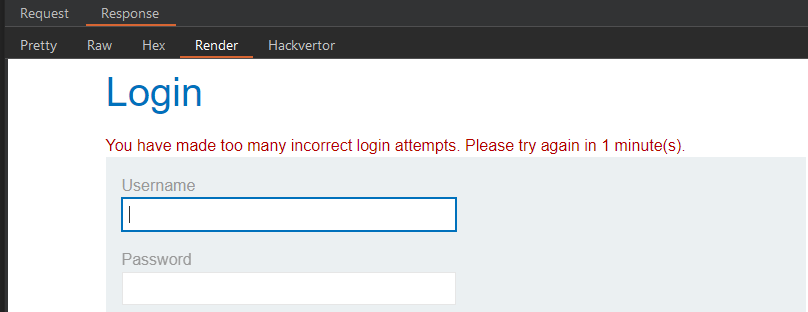 Request Response
Pretty Raw Hex Render Hackvertor
Login
You have made too many incorrect login attempts. Please try again in 1 minute(s).
Username
Password